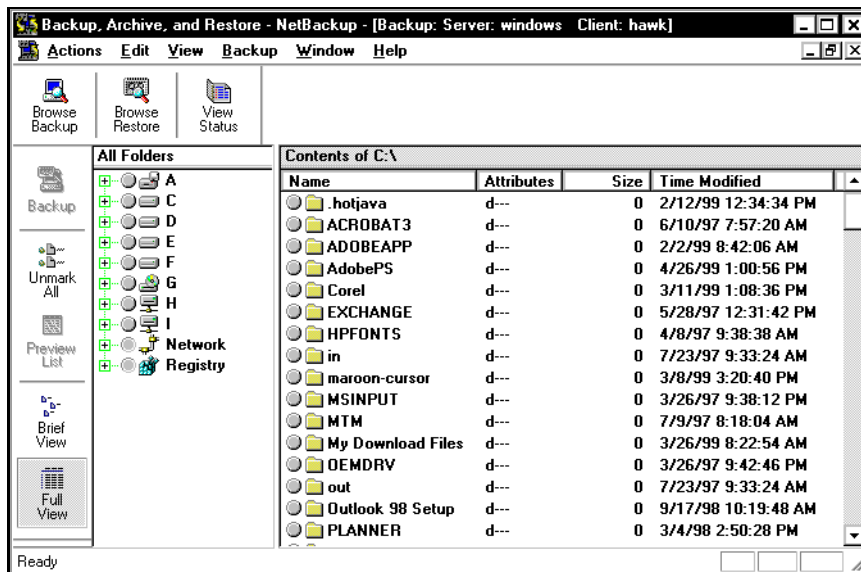 Backup, Archive, and Restore - NetBackup - [Backup: Server: windows   Client: hawk]
Actions Edit View Backup Window Help
Browse Backup
Browse Restore
View Status
Backup
Unmark All
Preview List
Brief View
Full View
All Folders
A
C
D
E
F
G
H
I
Network
Registry
Contents of C:\
Name Attributes Size Time Modified
.hotjava d--- 0 2/12/99 12:34:34 PM
ACROBAT3 d--- 0 6/10/97 7:57:20 AM
ADOBEAPP d--- 0 2/2/99 8:42:06 AM
AdobePS d--- 0 4/26/99 1:00:56 PM
Corel d--- 0 3/11/99 1:08:36 PM
EXCHANGE d--- 0 5/28/97 12:31:42 PM
HPFONTS d--- 0 4/8/97 9:38:38 AM
in d--- 0 7/23/97 9:33:24 AM
maroon-cursor d--- 0 3/8/99 3:20:40 PM
MSINPUT d--- 0 3/26/97 9:38:12 PM
MTM d--- 0 7/9/97 8:18:04 AM
My Download Files d--- 0 3/26/99 8:22:54 AM
OEMDRV d--- 0 3/26/97 9:42:46 PM
out d--- 0 7/23/97 9:33:24 AM
Outlook 98 Setup d--- 0 9/17/98 10:19:48 AM
PLANNER d--- 0 3/4/98 2:50:28 PM
Ready